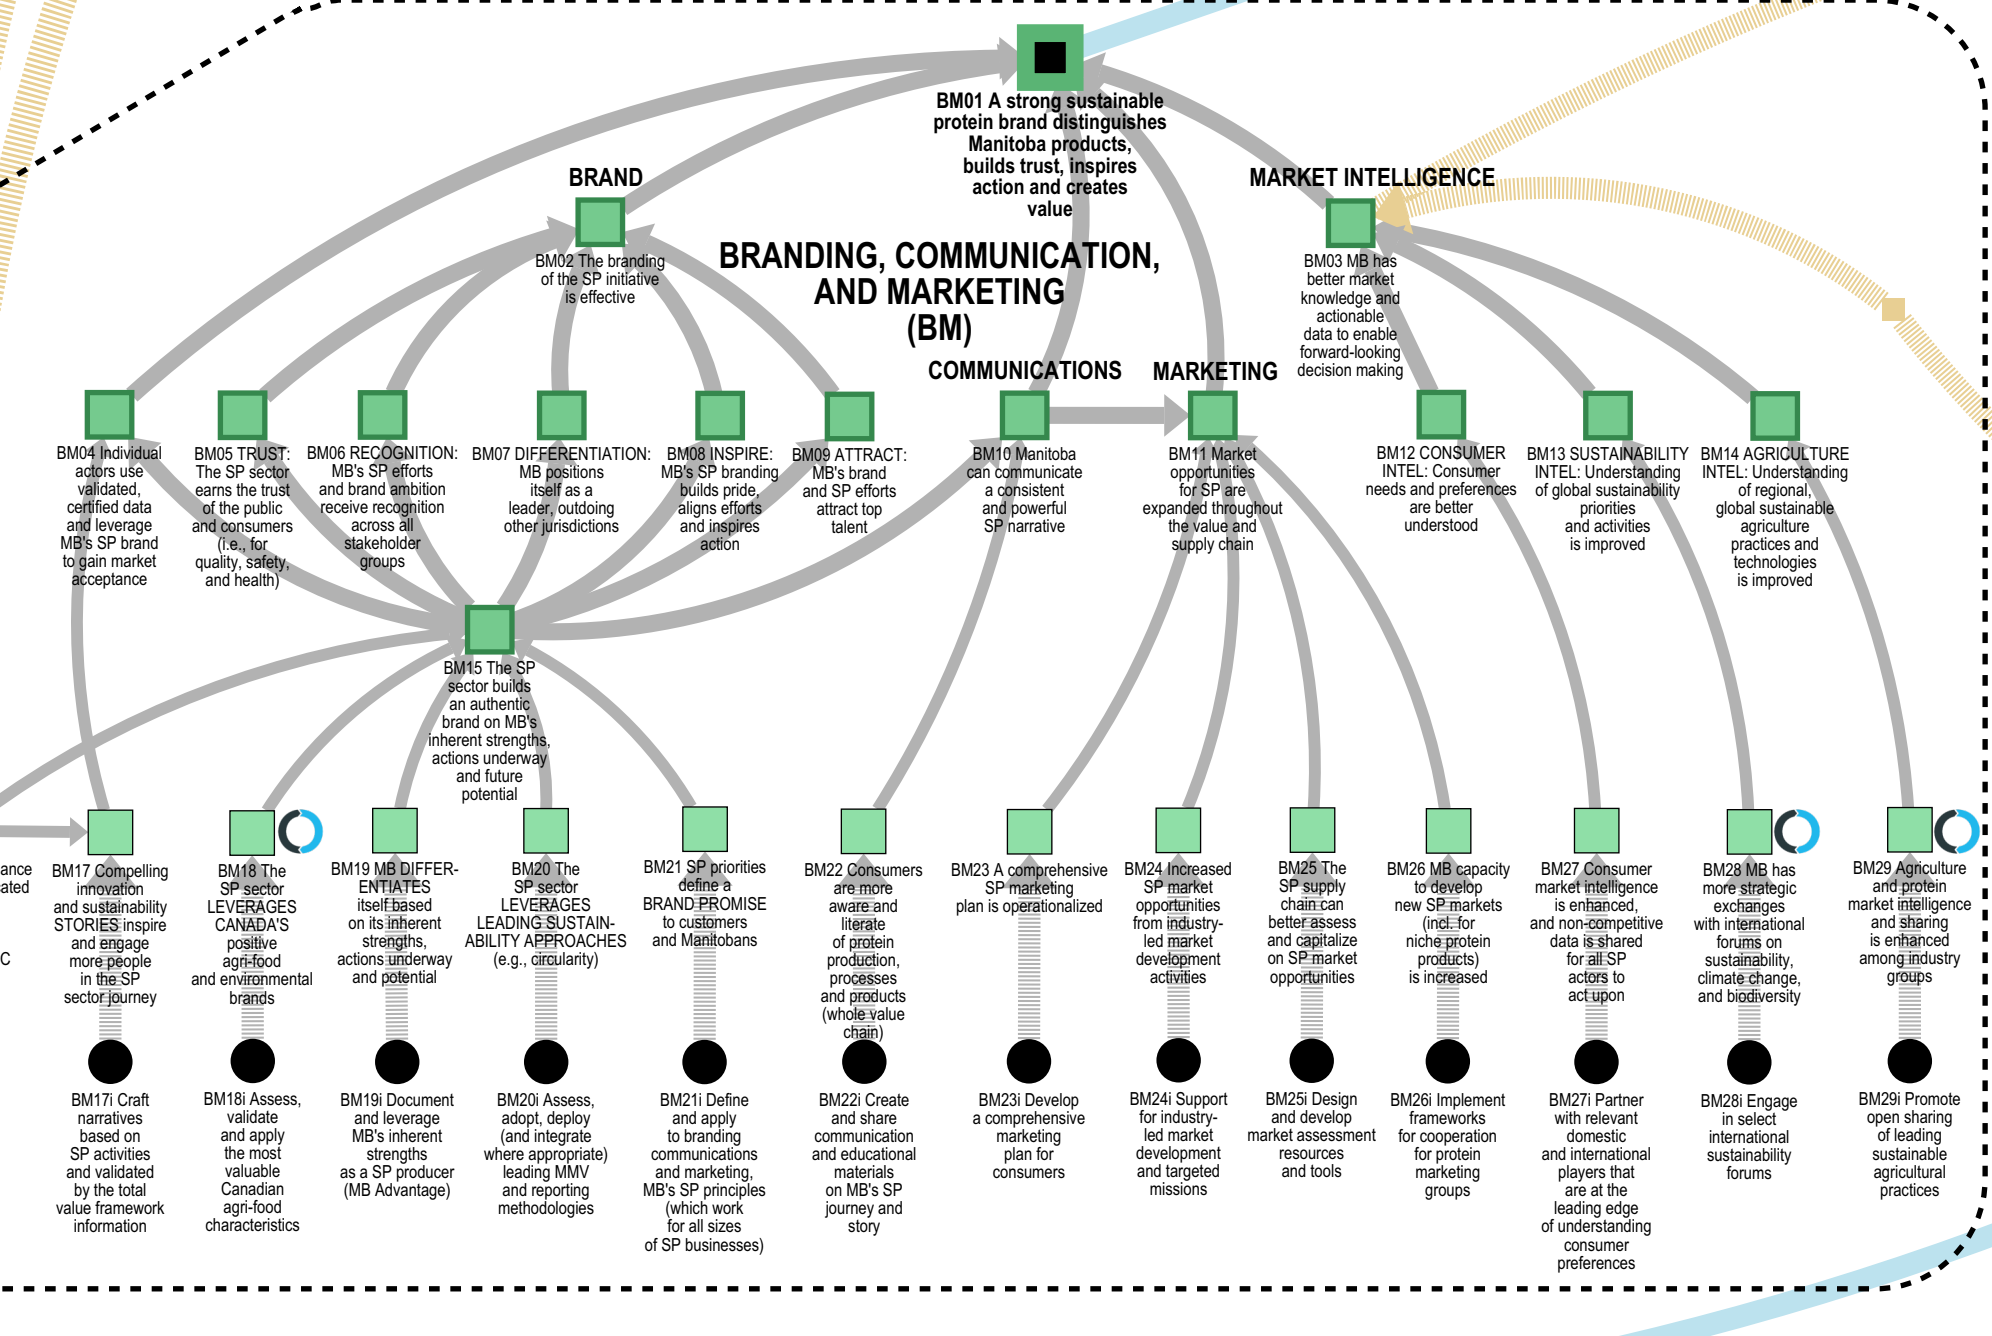 BM01 A strong sustainable
protein brand distinguishes
Manitoba products,
builds trust, inspires
action and creates
value
BRAND
MARKET INTELLIGENCE
BM02 The branding
of the SP initiative
is effective
BRANDING, COMMUNICATION,
AND MARKETING
(BM)
BM03 MB has
better market
knowledge and
actionable
data to enable
forward-looking
decision making
COMMUNICATIONS
MARKETING
BM04 Individual
actors use
validated,
certified data
and leverage
MB's SP brand
to gain market
acceptance
BM05 TRUST:
The SP sector
earns the trust
of the public
and consumers
(i.e., for
quality, safety,
and health)
BM06 RECOGNITION:
MB's SP efforts
and brand ambition
receive recognition
across all
stakeholder
groups
BM07 DIFFERENTIATION:
MB positions
itself as a
leader, outdoing
other jurisdictions
BM08 INSPIRE:
MB's SP branding
builds pride,
aligns efforts
and inspires
action
BM09 ATTRACT:
MB's brand
and SP efforts
attract top
talent
BM10 Manitoba
can communicate
a consistent
and powerful
SP narrative
BM11 Market
opportunities
for SP are
expanded throughout
the value and
supply chain
BM12 CONSUMER
INTEL: Consumer
needs and preferences
are better
understood
BM13 SUSTAINABILITY
INTEL: Understanding
of global sustainability
priorities
and activities
is improved
BM14 AGRICULTURE
INTEL: Understanding
of regional,
global sustainable
agriculture
practices and
technologies
is improved
BM15 The SP
sector builds
an authentic
brand on MB's
inherent strengths,
actions underway
and future
potential
ance
ated
C
BM17 Compelling
innovation
and sustainability
STORIES inspire
and engage
more people
in the SP
sector journey
BM18 The
SP sector
LEVERAGES
CANADA'S
positive
agri-food
and environmental
brands
BM19 MB DIFFER-
ENTIATES
itself based
on its inherent
strengths,
actions underway
and potential
BM20 The
SP sector
LEVERAGES
LEADING SUSTAIN-
ABILITY APPROACHES
(e.g., circularity)
BM21 SP priorities
define a
BRAND PROMISE
to customers
and Manitobans
BM22 Consumers
are more
aware and
literate
of protein
production,
processes
and products
(whole value
chain)
BM23 A comprehensive
SP marketing
plan is operationalized
BM24 Increased
SP market
opportunities
from industry-
led market
development
activities
BM25 The
SP supply
chain can
better assess
and capitalize
on SP market
opportunities
BM26 MB capacity
to develop
new SP markets
(incl. for
niche protein
products)
is increased
BM27 Consumer
market intelligence
is enhanced,
and non-competitive
data is shared
for all SP
actors to
act upon
BM28 MB has
more strategic
exchanges
with international
forums on
sustainability,
climate change,
and biodiversity
BM29 Agriculture
and protein
market intelligence
and sharing
is enhanced
among industry
groups
BM17i Craft
narratives
based on
SP activities
and validated
by the total
value framework
information
BM18i Assess,
validate
and apply
the most
valuable
Canadian
agri-food
characteristics
BM19i Document
and leverage
MB's inherent
strengths
as a SP producer
(MB Advantage)
BM20i Assess,
adopt, deploy
(and integrate
where appropriate)
leading MMV
and reporting
methodologies
BM21i Define
and apply
to branding
communications
and marketing,
MB's SP principles
(which work
for all sizes
of SP businesses)
BM22i Create
and share
communication
and educational
materials
on MB's SP
journey and
story
BM23i Develop
a comprehensive
marketing
plan for
consumers
BM24i Support
for industry-
led market
development
and targeted
missions
BM25i Design
and develop
market assessment
resources
and tools
BM26i Implement
frameworks
for cooperation
for protein
marketing
groups
BM27i Partner
with relevant
domestic
and international
players that
are at the
leading edge
of understanding
consumer
preferences
BM28i Engage
in select
international
sustainability
forums
BM29i Promote
open sharing
of leading
sustainable
agricultural
practices